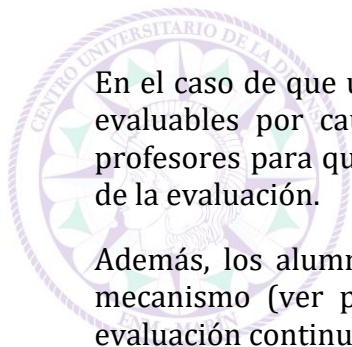 CENTRO UNIVERSITARIO DE LA DEFENSA
En el caso de que
evaluables por
profesores para
de la evaluación.
Además, los
mecanismo (ver
evaluación